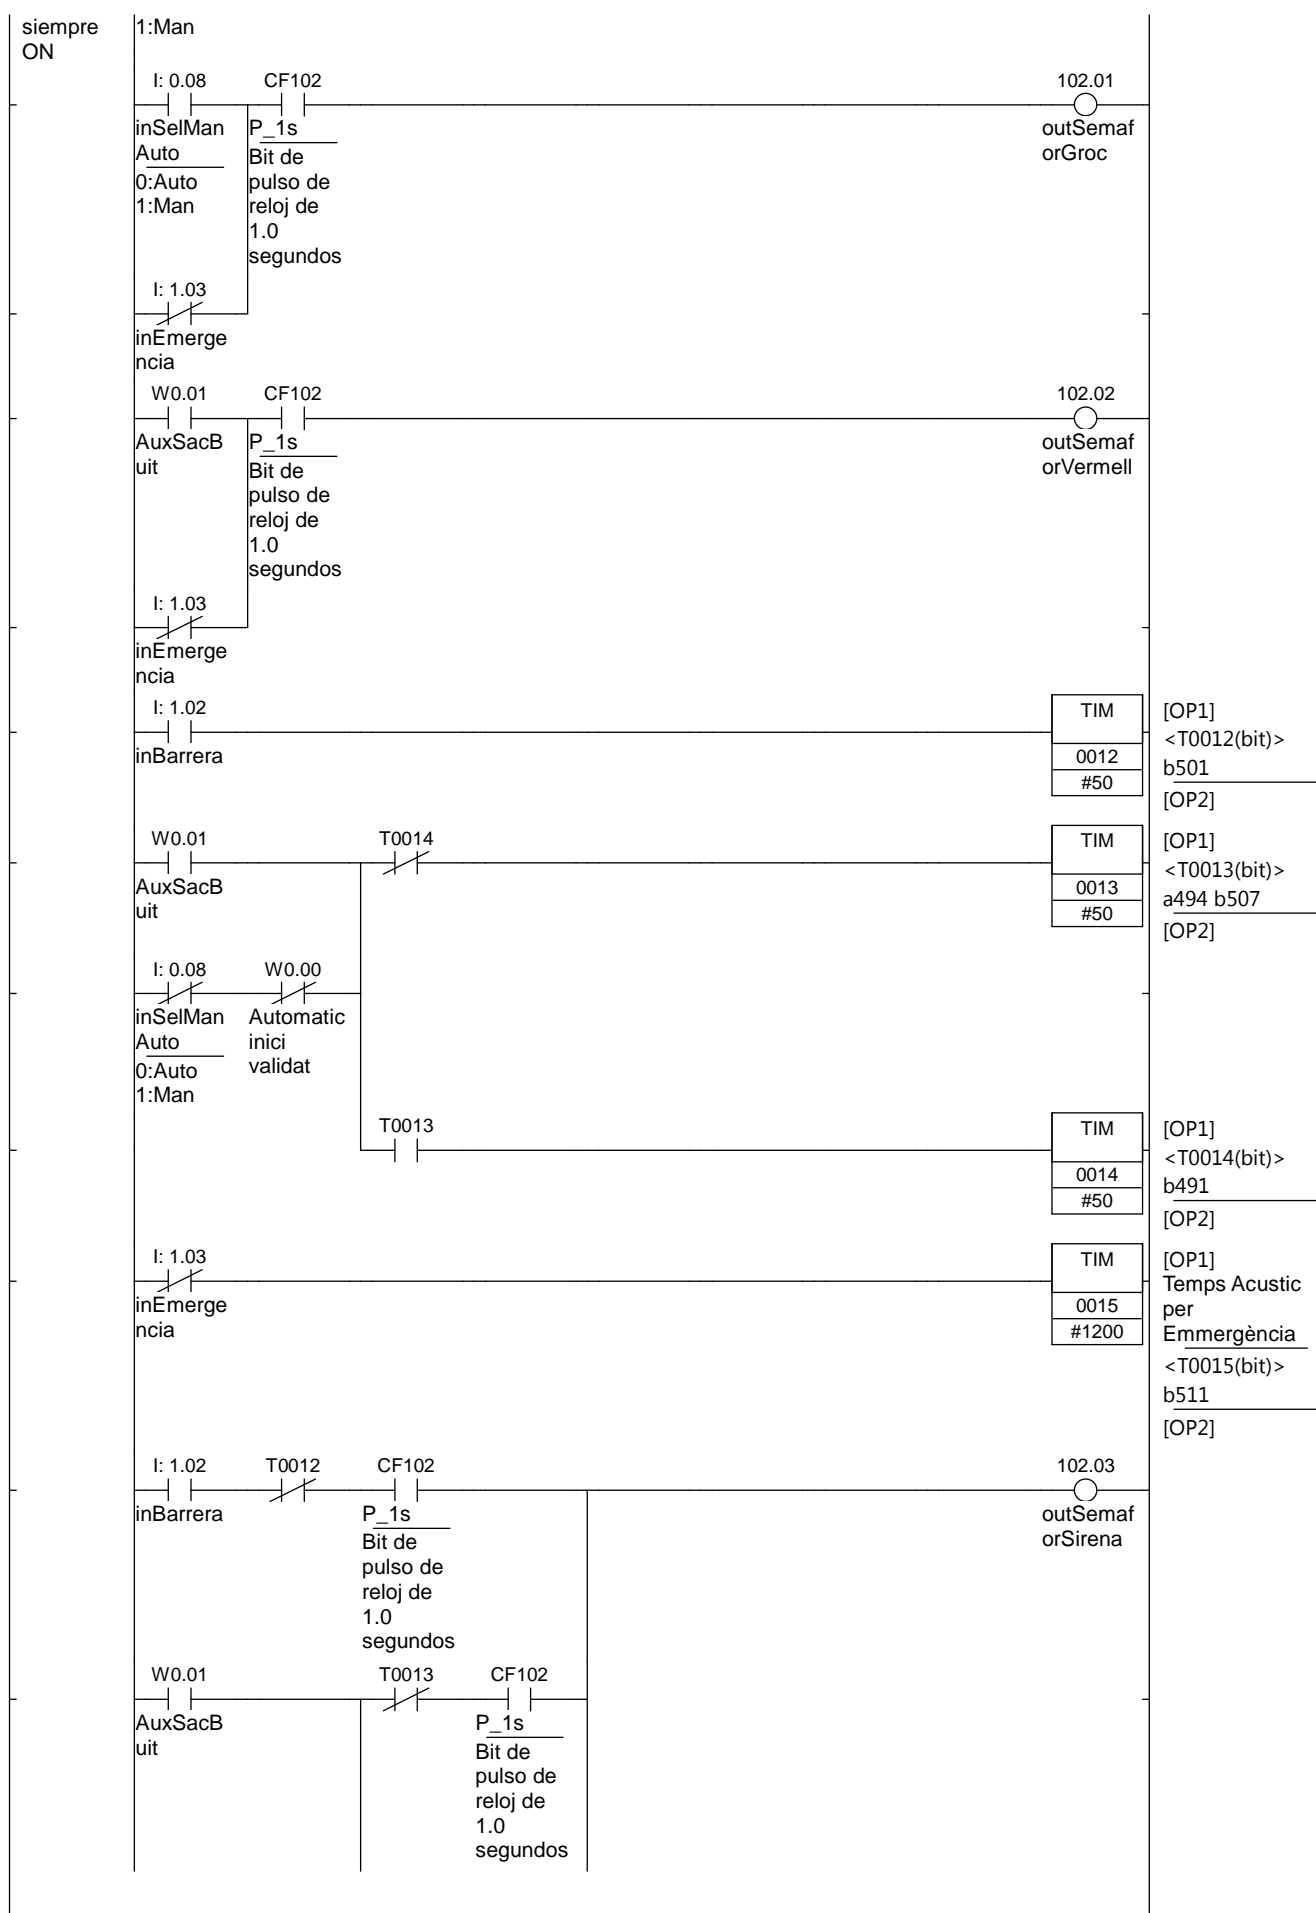 siempre
ON
1:Man
I: 0.08
CF102
102.01
inSelMan
Auto
0:Auto
1:Man
P_1s
Bit de
pulso de
reloj de
1.0
segundos
outSemaf
orGroc
I: 1.03
inEmerge
ncia
W0.01
CF102
102.02
AuxSacB
uit
P_1s
Bit de
pulso de
reloj de
1.0
segundos
outSemaf
orVermell
I: 1.03
inEmerge
ncia
I: 1.02
inBarrera
TIM
0012
#50
[OP1]
<T0012(bit)>
b501
[OP2]
W0.01
T0014
AuxSacB
uit
TIM
0013
#50
[OP1]
<T0013(bit)>
a494 b507
[OP2]
I: 0.08
W0.00
inSelMan
Auto
0:Auto
1:Man
Automatic
inici
validat
T0013
TIM
0014
#50
[OP1]
<T0014(bit)>
b491
[OP2]
I: 1.03
inEmerge
ncia
TIM
0015
#1200
[OP1]
Temps Acustic
per
Emmergència
<T0015(bit)>
b511
[OP2]
I: 1.02
T0012
CF102
102.03
inBarrera
P_1s
Bit de
pulso de
reloj de
1.0
segundos
outSemaf
orSirena
W0.01
T0013
CF102
AuxSacB
uit
P_1s
Bit de
pulso de
reloj de
1.0
segundos